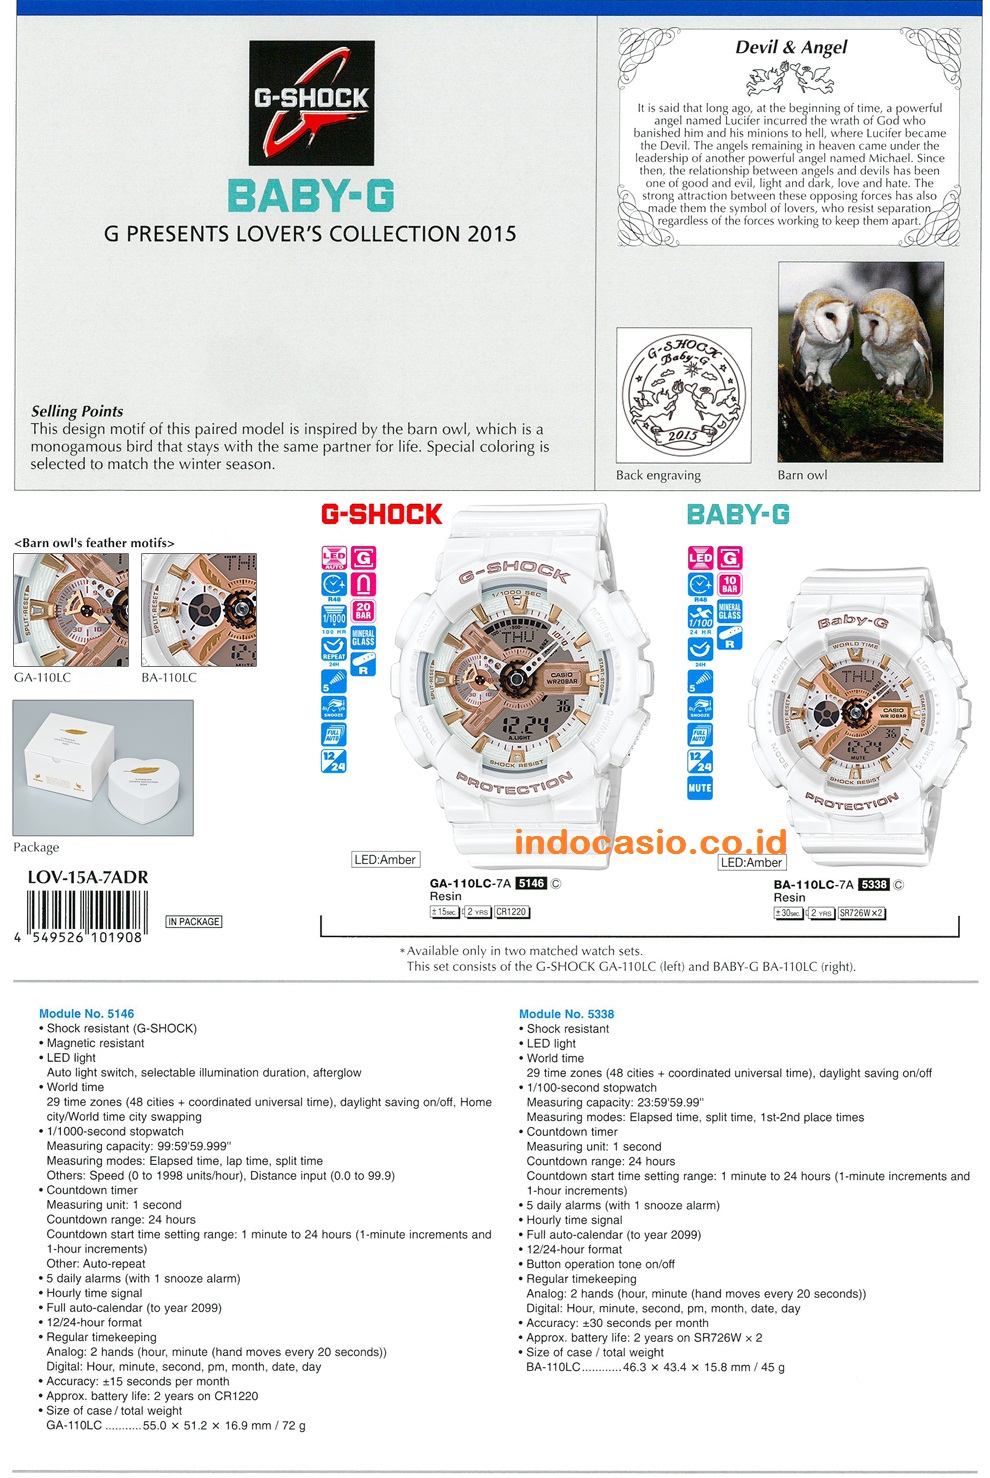 G-SHOCK
BABY-G
G PRESENTS LOVER'S COLLECTION 2015
Selling Points
This design motif of this paired model is inspired by the barn owl, which is a
monogamous bird that stays with the same partner for life. Special coloring is
selected to match the winter season.
Devil & Angel
It is said that long ago, at the beginning of time, a powerful
angel named Lucifer incurred the wrath of God who
banished him and his minions to hell, where Lucifer became
the Devil. The angels remaining in heaven came under the
leadership of another powerful angel named Michael. Since
then, the relationship between angels and devils has been
one of good and evil, light and dark, love and hate. The
strong attraction between these opposing forces has also
made them the symbol of lovers, who resist separation
regardless of the forces working to keep them apart.
G-SHOCK
Baby-G
2015
Back engraving
Barn owl
<Barn owl's feather motifs>
GA-110LC
BA-110LC
Package
LOV-15A-7ADR
4 549526 101908
IN PACKAGE
G-SHOCK
LED
AUTO
G
R48
1/1000
100 HR
20
BAR
REPEAT
24H
MINERAL
GLASS
5
R
SNOOZE
FULL
AUTO
12/24
G-SHOCK
1/1000 SEC
SPLIT-RESET
THU
CASIO
WR20BAR
36
12:24
A.LIGHT
SHOCK RESIST
PROTECTION
LED:Amber
GA-110LC-7A 5146 C
Resin
±15sec. 2 YRS CR1220
BABY-G
LED
G
R48
10
BAR
1/100
24 HR
MINERAL
GLASS
24H
R
5
SNOOZE
FULL
AUTO
12/24
MUTE
Baby-G
WORLD TIME
LIGHT
THU
CASIO
WR10BAR
36
12:24
MUTE
MODE
SEARCH
SHOCK RESIST
PROTECTION
indocasio.co.id
LED:Amber
BA-110LC-7A 5338 C
Resin
±30sec. 2 YRS SR726W×2
*Available only in two matched watch sets.
This set consists of the G-SHOCK GA-110LC (left) and BABY-G BA-110LC (right).
Module No. 5146
• Shock resistant (G-SHOCK)
• Magnetic resistant
• LED light
Auto light switch, selectable illumination duration, afterglow
• World time
29 time zones (48 cities + coordinated universal time), daylight saving on/off, Home
city/World time city swapping
• 1/1000-second stopwatch
Measuring capacity: 99:59'59.999"
Measuring modes: Elapsed time, lap time, split time
Others: Speed (0 to 1998 units/hour), Distance input (0.0 to 99.9)
• Countdown timer
Measuring unit: 1 second
Countdown range: 24 hours
Countdown start time setting range: 1 minute to 24 hours (1-minute increments and
1-hour increments)
Other: Auto-repeat
• 5 daily alarms (with 1 snooze alarm)
• Hourly time signal
• Full auto-calendar (to year 2099)
• 12/24-hour format
• Regular timekeeping
Analog: 2 hands (hour, minute (hand moves every 20 seconds))
Digital: Hour, minute, second, pm, month, date, day
• Accuracy: ±15 seconds per month
• Approx. battery life: 2 years on CR1220
• Size of case / total weight
GA-110LC ...........55.0 × 51.2 × 16.9 mm / 72 g
Module No. 5338
• Shock resistant
• LED light
• World time
29 time zones (48 cities + coordinated universal time), daylight saving on/off
• 1/100-second stopwatch
Measuring capacity: 23:59'59.99"
Measuring modes: Elapsed time, split time, 1st-2nd place times
• Countdown timer
Measuring unit: 1 second
Countdown range: 24 hours
Countdown start time setting range: 1 minute to 24 hours (1-minute increments and
1-hour increments)
• 5 daily alarms (with 1 snooze alarm)
• Hourly time signal
• Full auto-calendar (to year 2099)
• 12/24-hour format
• Button operation tone on/off
• Regular timekeeping
Analog: 2 hands (hour, minute (hand moves every 20 seconds))
Digital: Hour, minute, second, pm, month, date, day
• Accuracy: ±30 seconds per month
• Approx. battery life: 2 years on SR726W × 2
• Size of case / total weight
BA-110LC............46.3 × 43.4 × 15.8 mm / 45 g